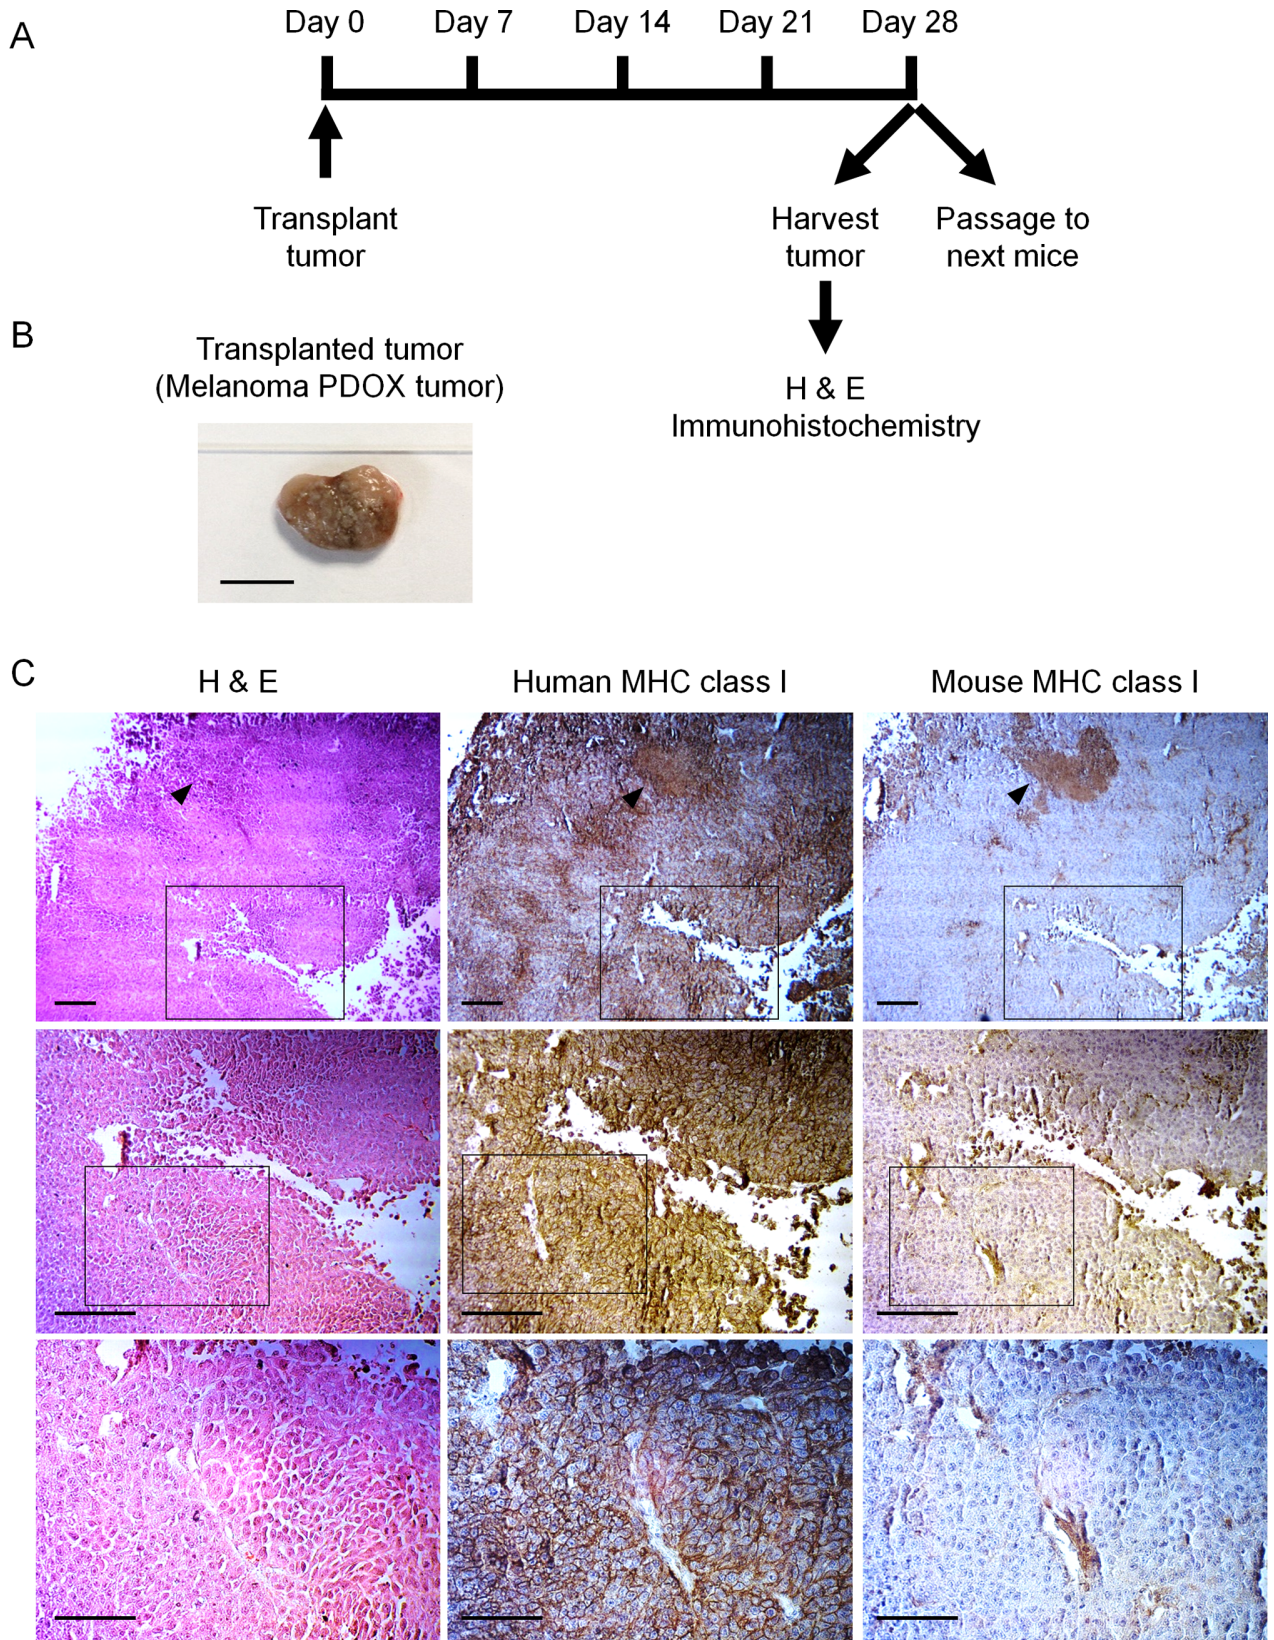 A
Day 0 Day 7 Day 14 Day 21 Day 28
Transplant
tumor
Harvest
tumor
Passage to
next mice
H & E
Immunohistochemistry
B
Transplanted tumor
(Melanoma PDOX tumor)
C
H & E Human MHC class I Mouse MHC class I